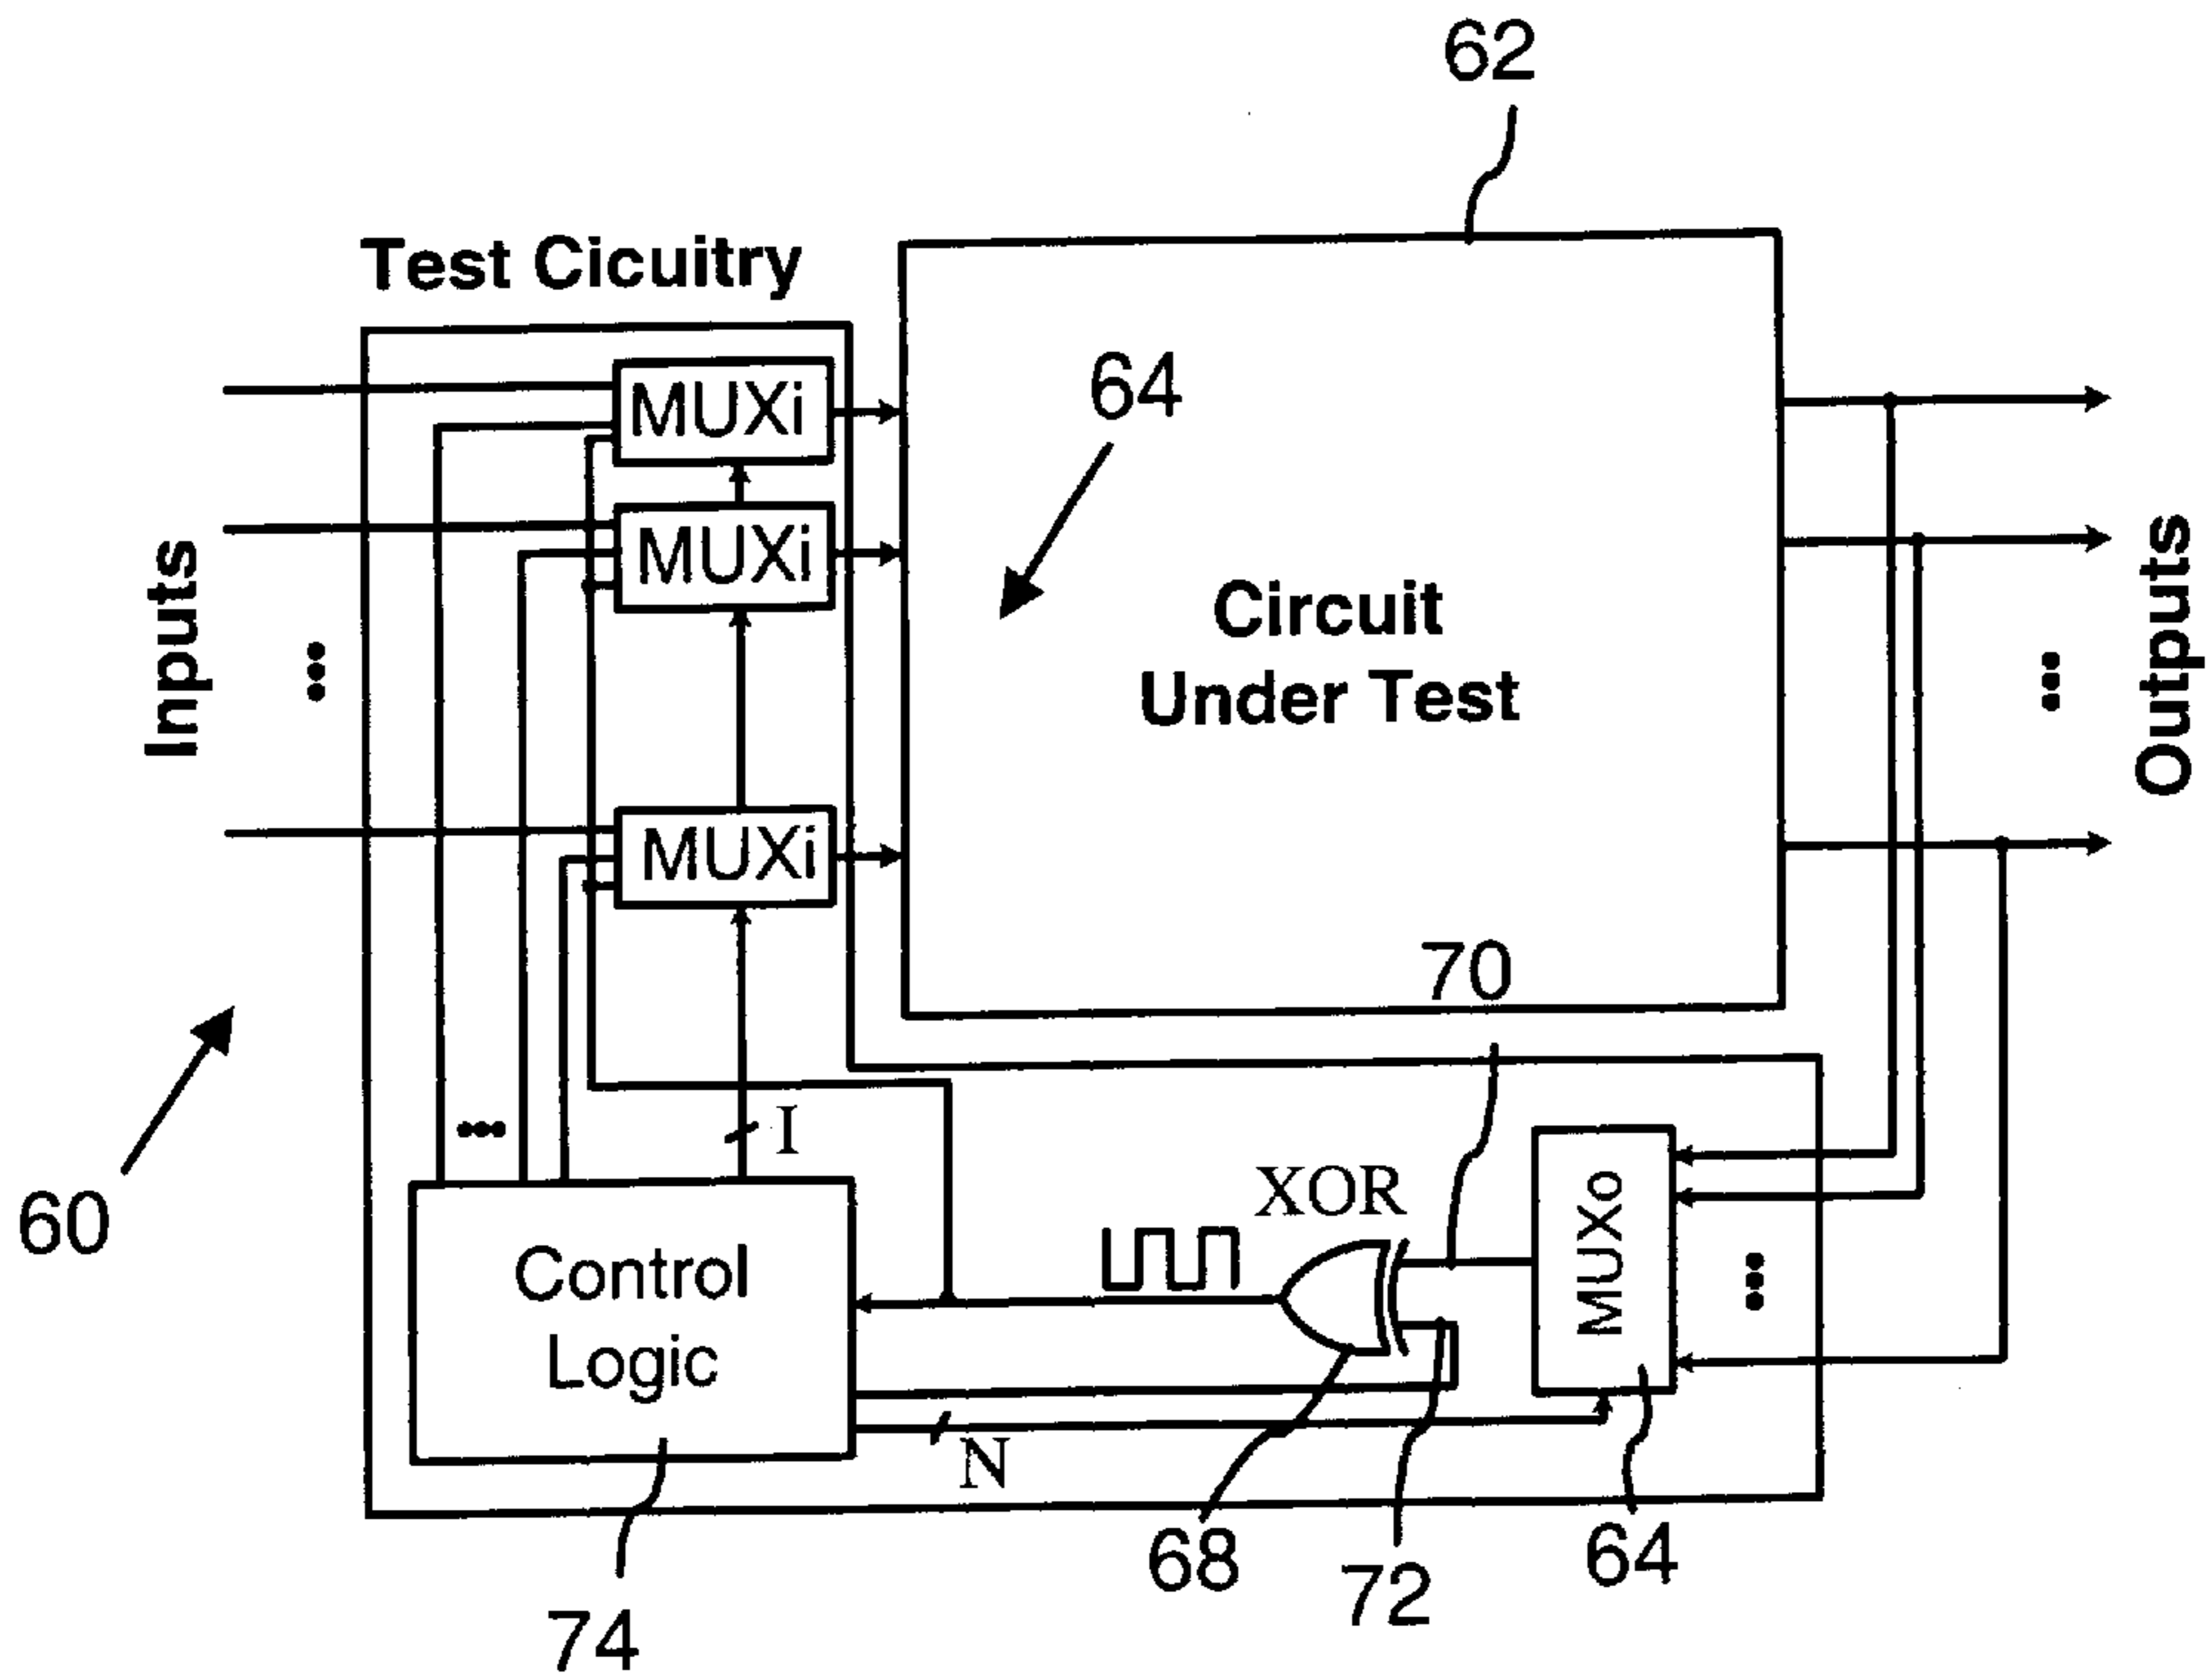 62
Test Cicuitry
MUXi
64
MUXi
Circuit
Under Test
Inputs
Outputs
MUXi
70
I
60
XOR
MUXo
Control
Logic
N
68
72
64
74